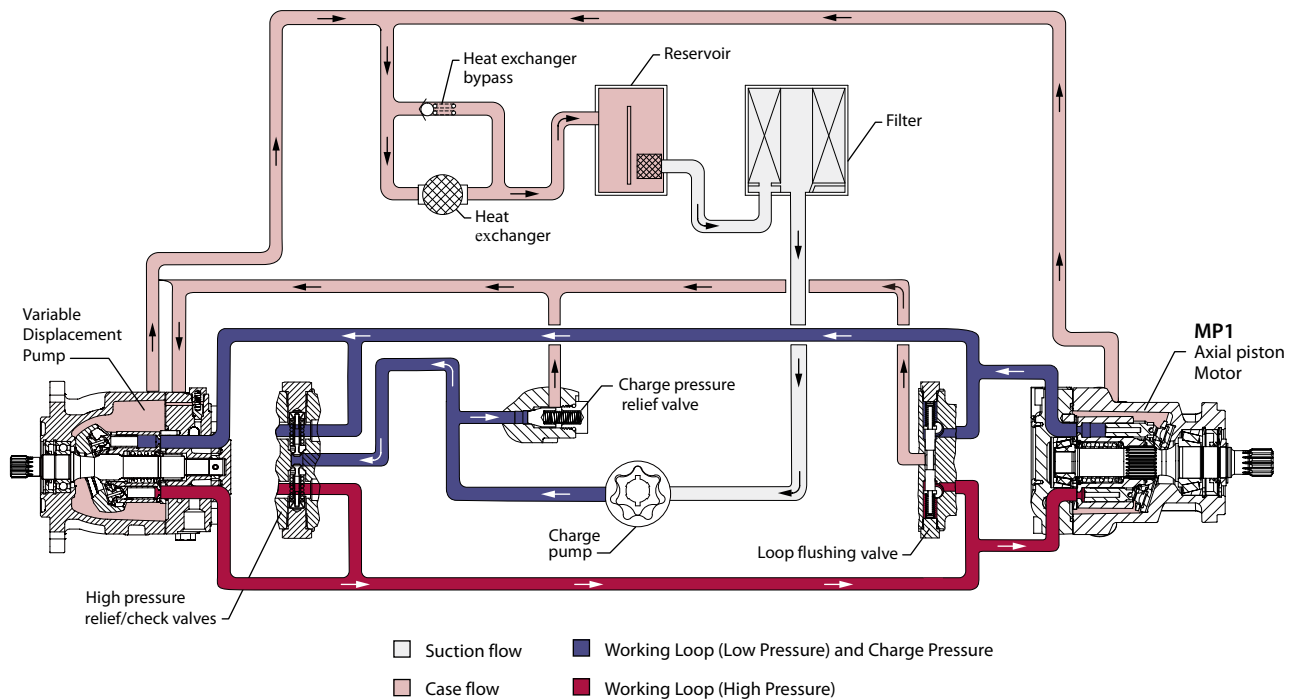 Heat exchanger
bypass
Reservoir
Filter
Heat
exchanger
Variable
Displacement
Pump
MP1
Axial piston
Motor
Charge pressure
relief valve
Charge
pump
Loop flushing valve
High pressure
relief/check valves
Suction flow
Working Loop (Low Pressure) and Charge Pressure
Case flow
Working Loop (High Pressure)